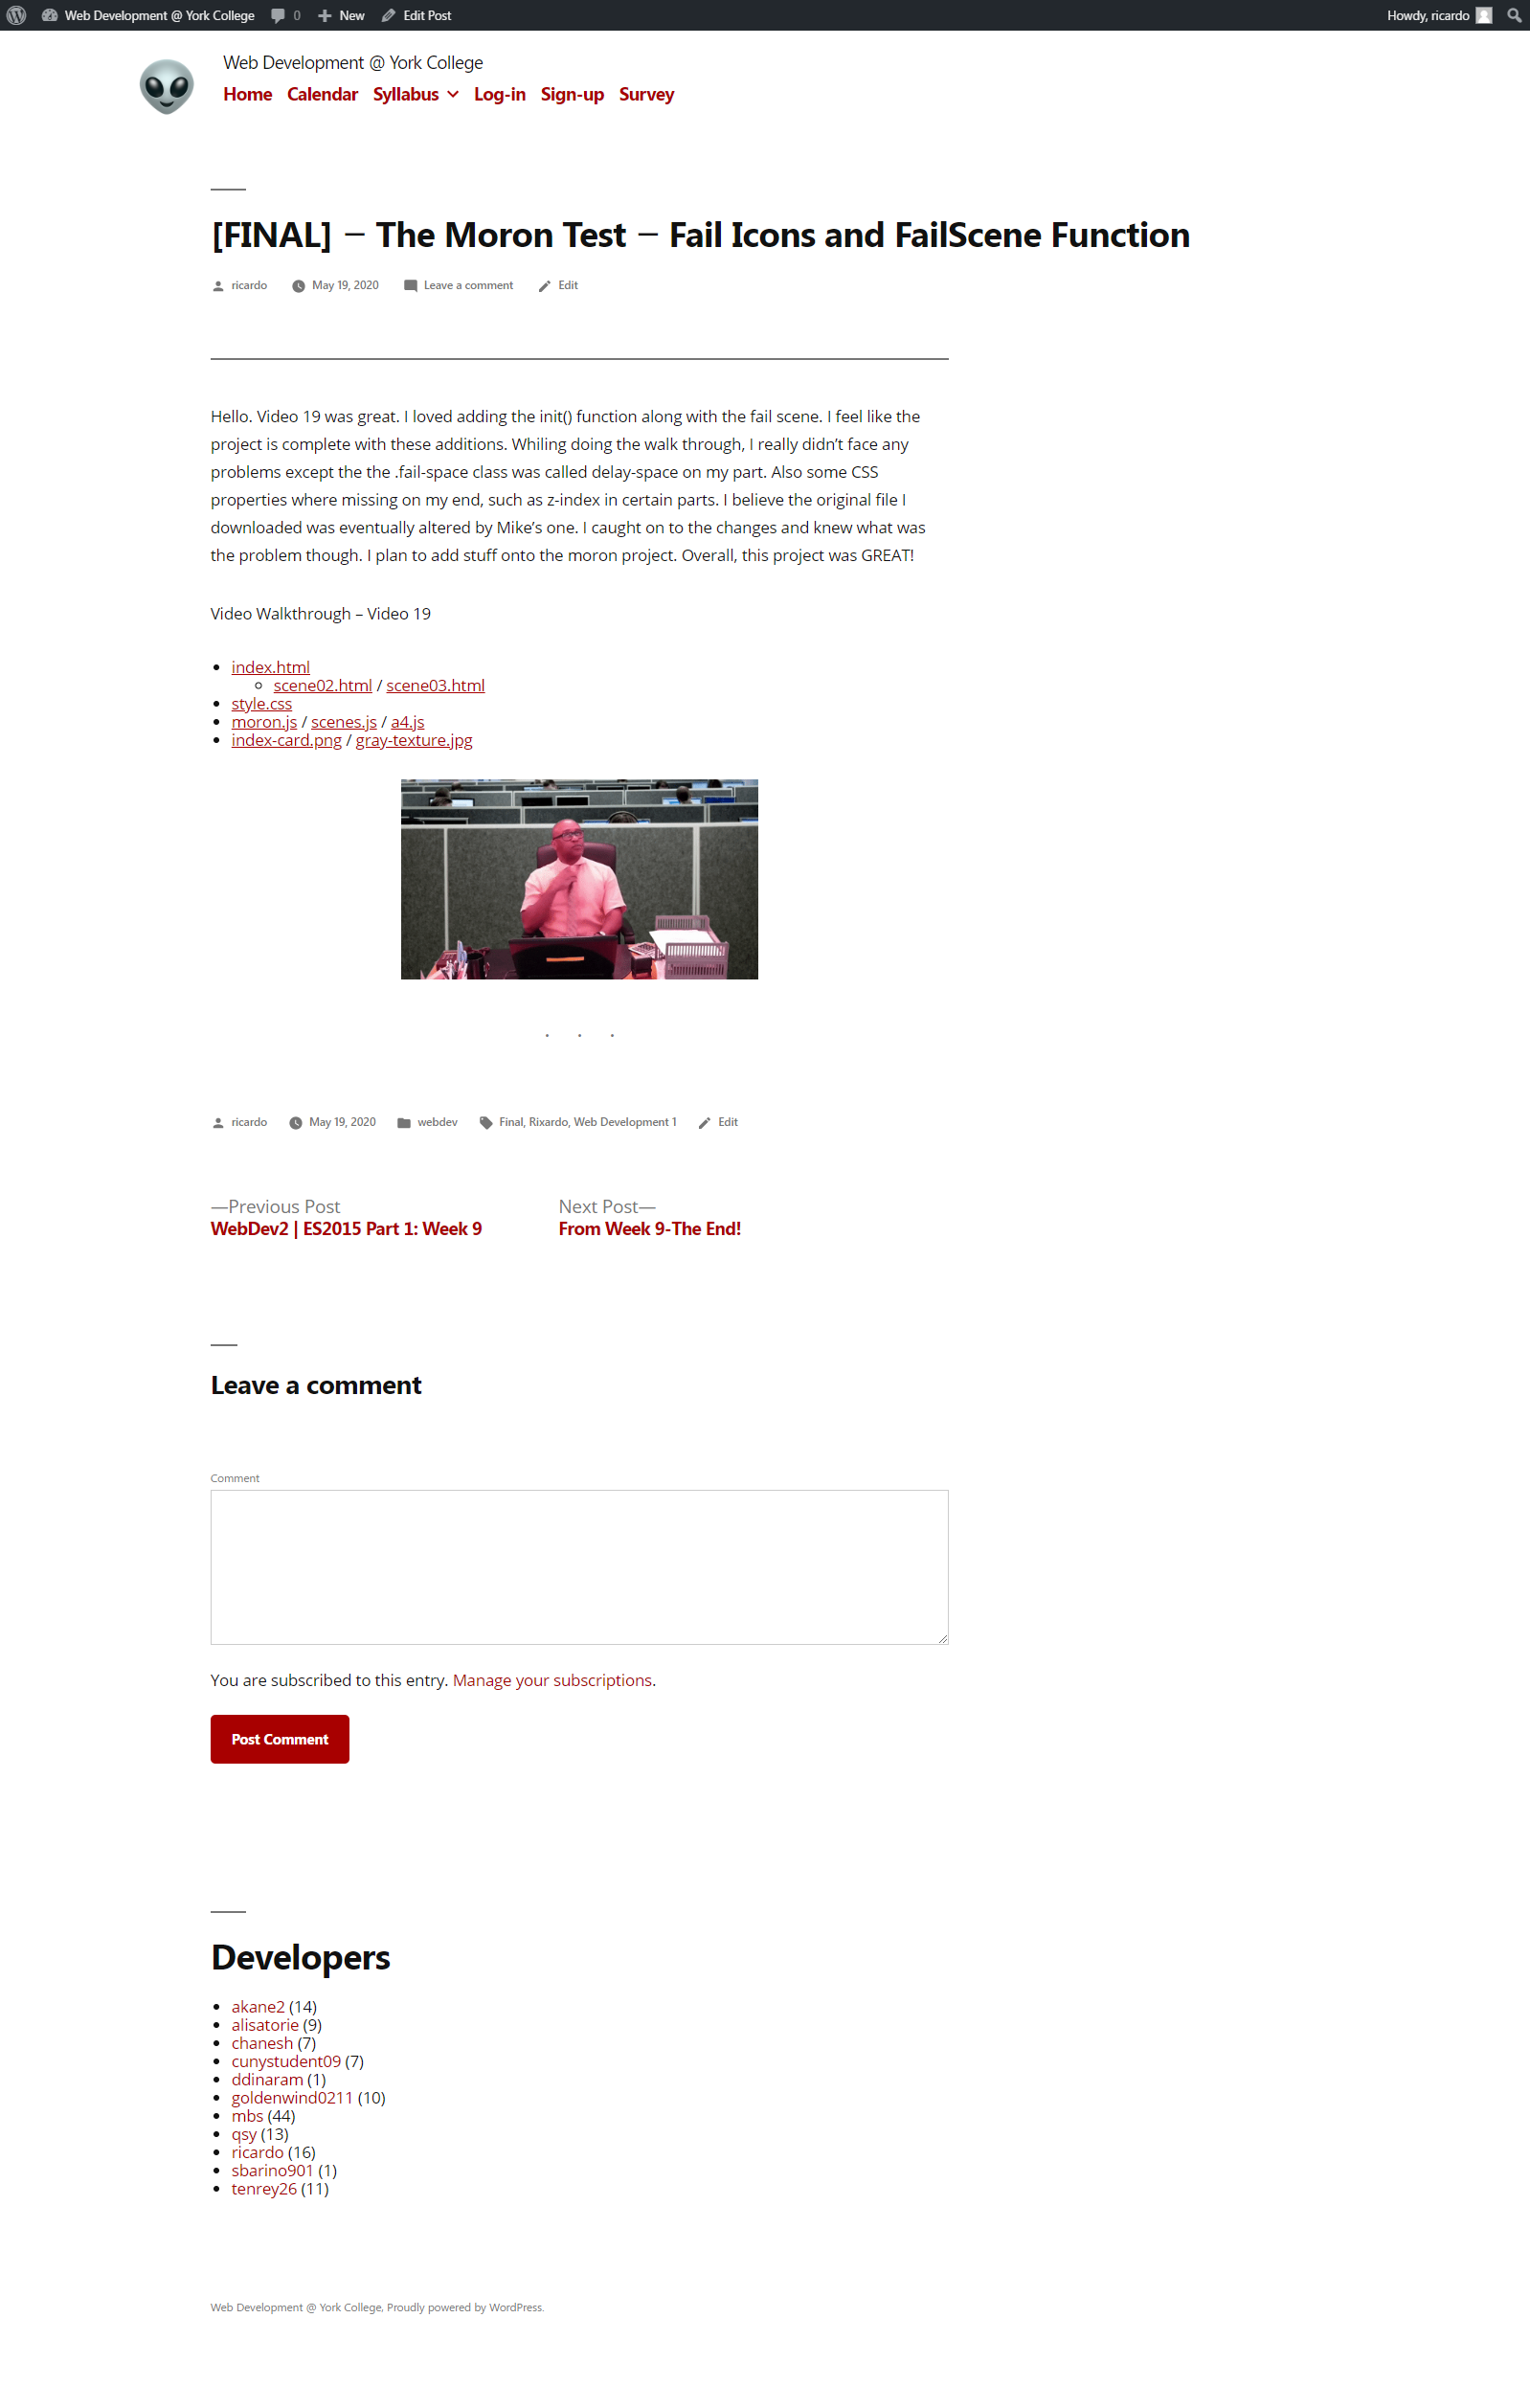 Web Development @ York College 0 New Edit Post Howdy, ricardo
Web Development @ York College
Home Calendar Syllabus Log-in Sign-up Survey
[FINAL] – The Moron Test – Fail Icons and FailScene Function
ricardo May 19, 2020 Leave a comment Edit
Hello. Video 19 was great. I loved adding the init() function along with the fail scene. I feel like the
project is complete with these additions. Whiling doing the walk through, I really didn’t face any
problems except the the .fail-space class was called delay-space on my part. Also some CSS
properties where missing on my end, such as z-index in certain parts. I believe the original file I
downloaded was eventually altered by Mike’s one. I caught on to the changes and knew what was
the problem though. I plan to add stuff onto the moron project. Overall, this project was GREAT!
Video Walkthrough – Video 19
index.html
scene02.html / scene03.html
style.css
moron.js / scenes.js / a4.js
index-card.png / gray-texture.jpg
. . .
ricardo May 19, 2020 webdev Final, Rixardo, Web Development 1 Edit
—Previous Post
WebDev2 | ES2015 Part 1: Week 9
Next Post—
From Week 9-The End!
Leave a comment
Comment
You are subscribed to this entry. Manage your subscriptions.
Post Comment
Developers
akane2 (14)
alisatorie (9)
chanesh (7)
cunystudent09 (7)
ddinaram (1)
goldenwind0211 (10)
mbs (44)
qsy (13)
ricardo (16)
sbarino901 (1)
tenrey26 (11)
Web Development @ York College, Proudly powered by WordPress.